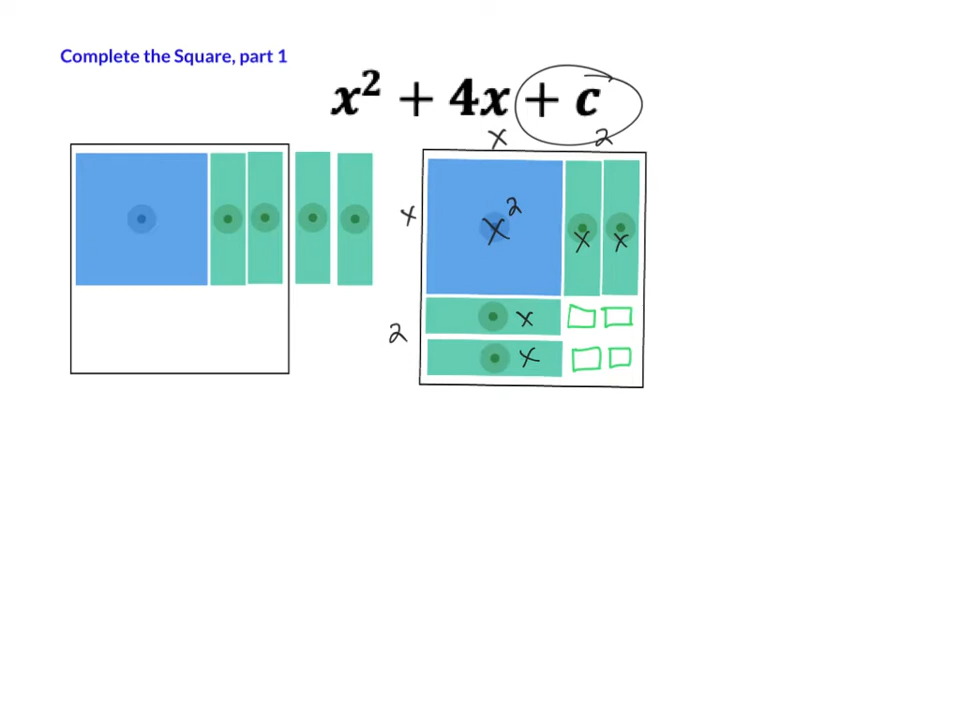 Complete the Square, part 1
x² + 4x + c
x 2
x x² x x
2 x
x